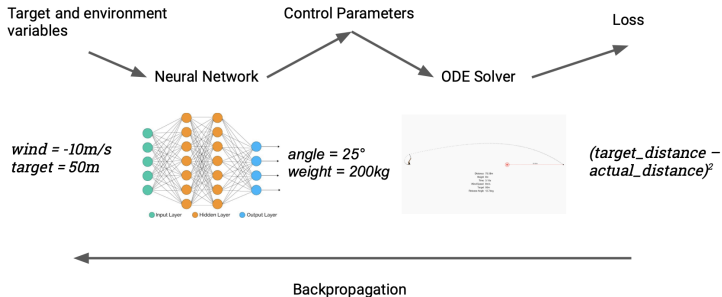 Target and environment
variables
Control Parameters
Loss
Neural Network
ODE Solver
wind = -10m/s
target = 50m
angle = 25°
weight = 200kg
(target_distance –
actual_distance)²
Input Layer
Hidden Layer
Output Layer
Backpropagation